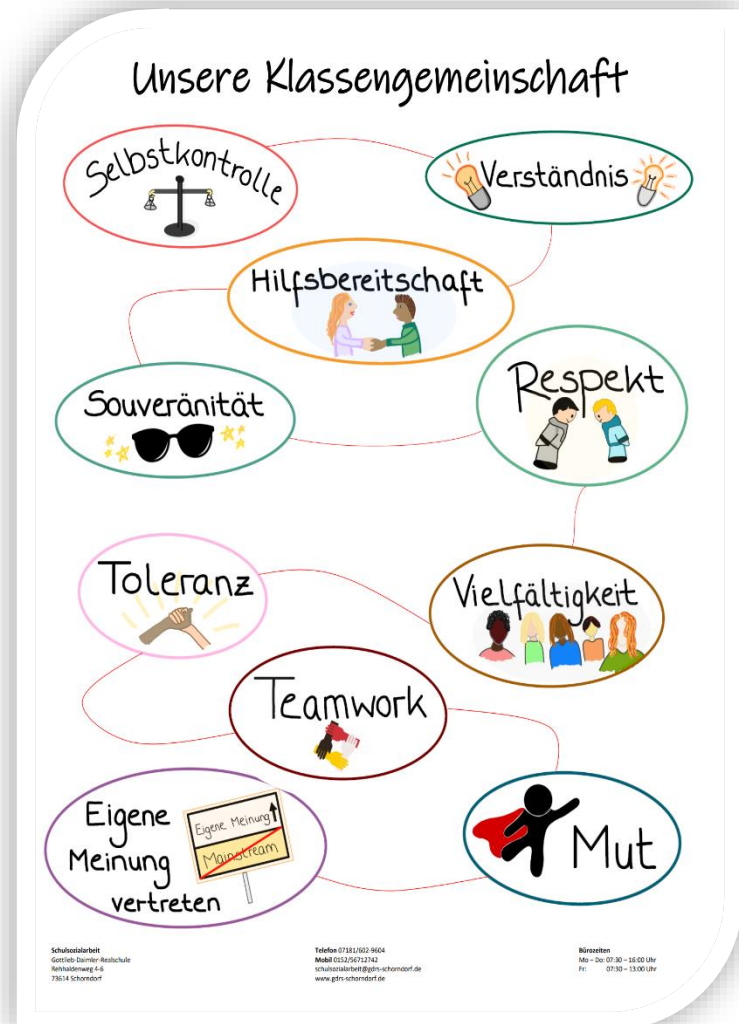 Unsere Klassengemeinschaft
Selbstkontrolle
Verständnis
Hilfsbereitschaft
Souveränität
Respekt
Toleranz
Vielfältigkeit
Teamwork
Eigene
Meinung
vertreten
Eigene Meinung
Mainstream
Mut
Schulsozialarbeit
Gottlieb-Daimler-Realschule
Rehhaldenweg 4-6
73614 Schorndorf
Telefon 07181/602-9604
Mobil 0152/56712742
schulsozialarbeit@gdrs-schorndorf.de
www.gdrs-schorndorf.de
Bürozeiten
Mo – Do: 07:30 – 16:00 Uhr
Fr: 07:30 – 13:00 Uhr